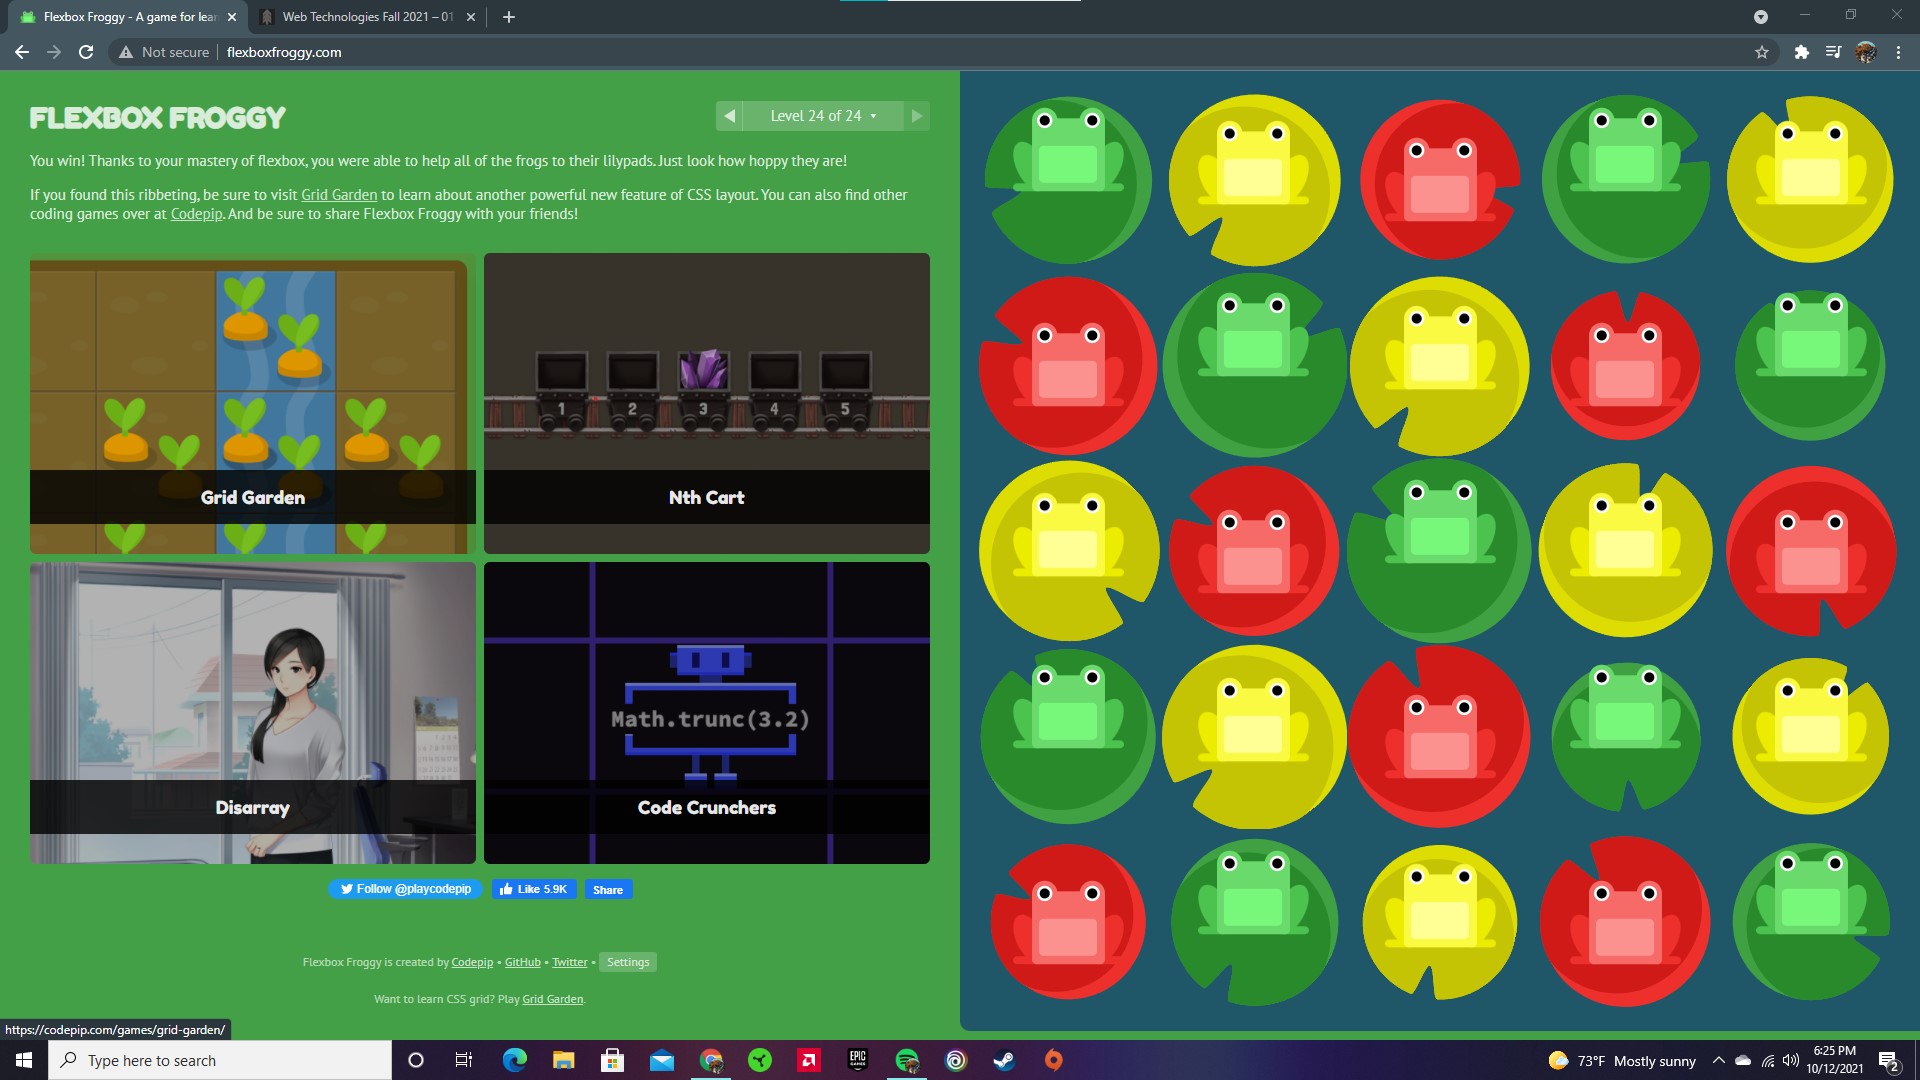 Flexbox Froggy - A game for lear
Web Technologies Fall 2021 – 01
Not secure
flexboxfroggy.com
FLEXBOX FROGGY
Level 24 of 24
You win! Thanks to your mastery of flexbox, you were able to help all of the frogs to their lilypads. Just look how hoppy they are!
If you found this ribbeting, be sure to visit Grid Garden to learn about another powerful new feature of CSS layout. You can also find other
coding games over at Codepip. And be sure to share Flexbox Froggy with your friends!
1 2 3 4 5
Grid Garden
Nth Cart
Math.trunc(3.2)
Disarray
Code Crunchers
Follow @playcodepip
Like 5.9K
Share
Flexbox Froggy is created by Codepip • GitHub • Twitter • Settings
Want to learn CSS grid? Play Grid Garden.
https://codepip.com/games/grid-garden/
Type here to search
EPIC
GAMES
73°F Mostly sunny
6:25 PM
10/12/2021
2